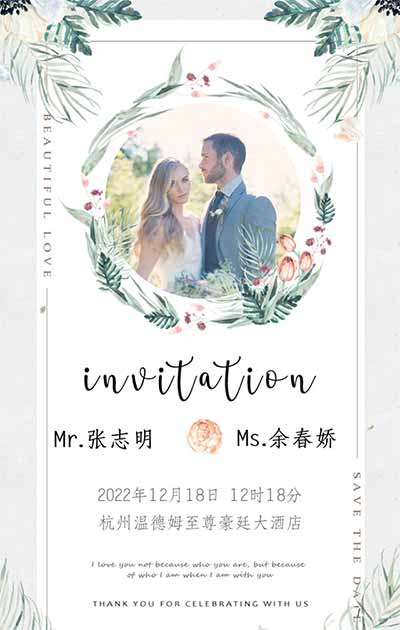 BEAUTIFUL LOVE
invitation
Mr.张志明
Ms.余春娇
2022年12月18日 12时18分
杭州温德姆至尊豪廷大酒店
I love you not because who you are, but because
of who I am when I am with you
SAVE THE DATE
THANK YOU FOR CELEBRATING WITH US